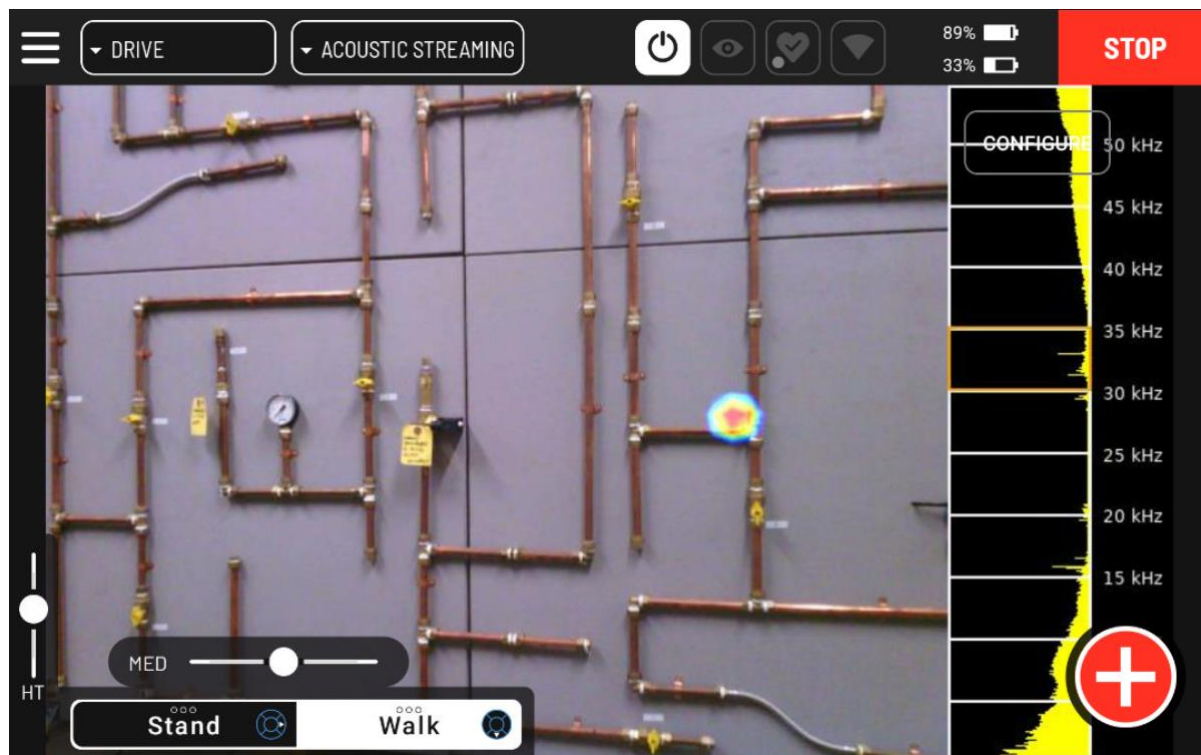 DRIVE
ACOUSTIC STREAMING
89%
33%
STOP
CONFIGURE
50 kHz
45 kHz
40 kHz
35 kHz
30 kHz
25 kHz
20 kHz
15 kHz
MED
HT
Stand
Walk